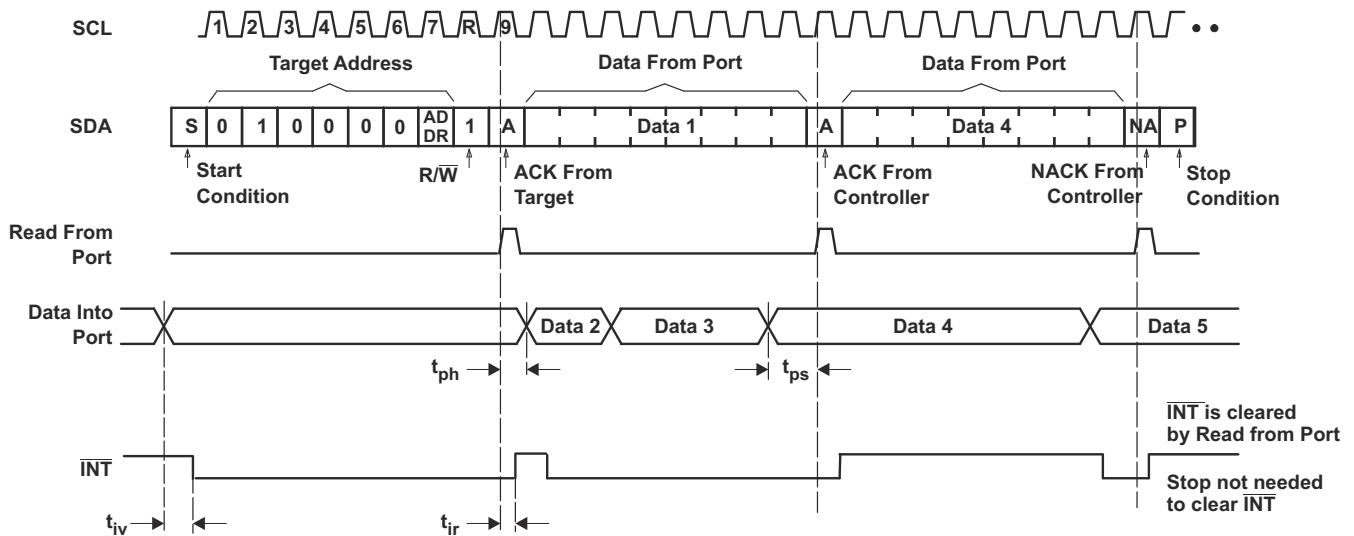 SCL
1 2 3 4 5 6 7 R 9
Target Address
Data From Port
Data From Port
SDA
S 0 1 0 0 0 0 AD DR 1 A Data 1 A Data 4 NA P
Start Condition
R/W
ACK From Target
ACK From Controller
NACK From Controller
Stop Condition
Read From Port
Data Into Port
Data 2 Data 3 Data 4 Data 5
tph
tps
INT
INT is cleared
by Read from Port
Stop not needed
to clear INT
tiv
tir